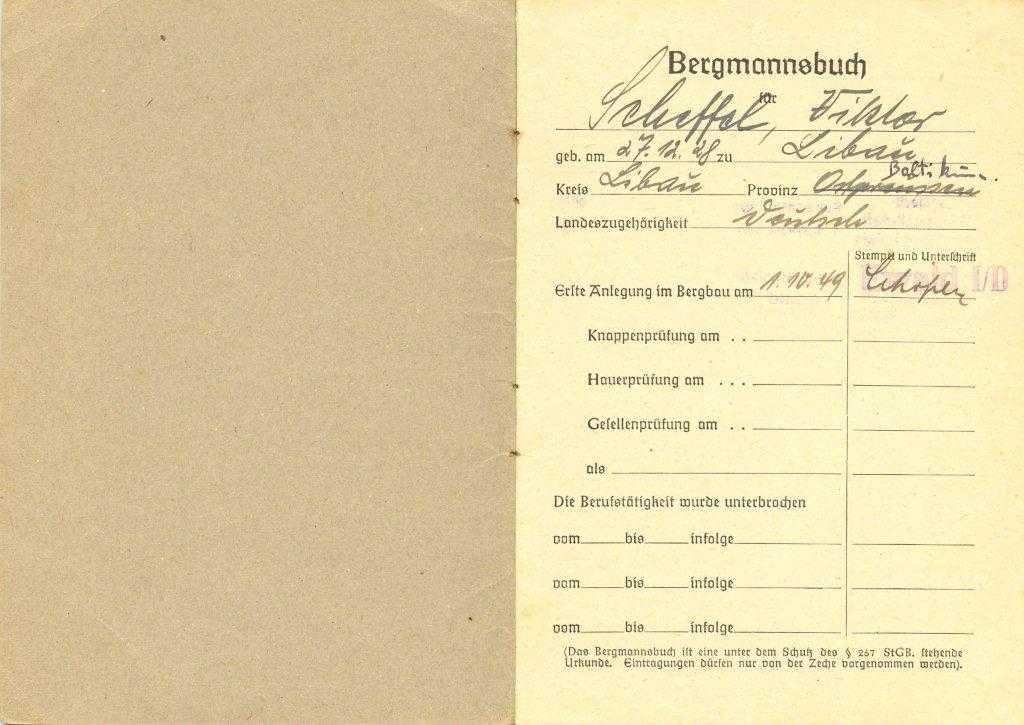 Bergmannsbuch
für
Scheffel, Viktor
geb. am 27.12.28 zu Libau
Baltikum.
Kreis Libau Provinz Ostpreussen
Landeszugehörigkeit Deutsch
Stempel und Unterschrift
Erste Anlegung im Bergbau am 1.10.49
Knappenprüfung am . .
Hauerprüfung am . . .
Gesellenprüfung am . .
als
Die Berufstätigkeit wurde unterbrochen
vom bis infolge
vom bis infolge
vom bis infolge
(Das Bergmannsbuch ist eine unter dem Schutz des § 267 StGB. stehende
Urkunde. Eintragungen dürfen nur von der Zeche vorgenommen werden).